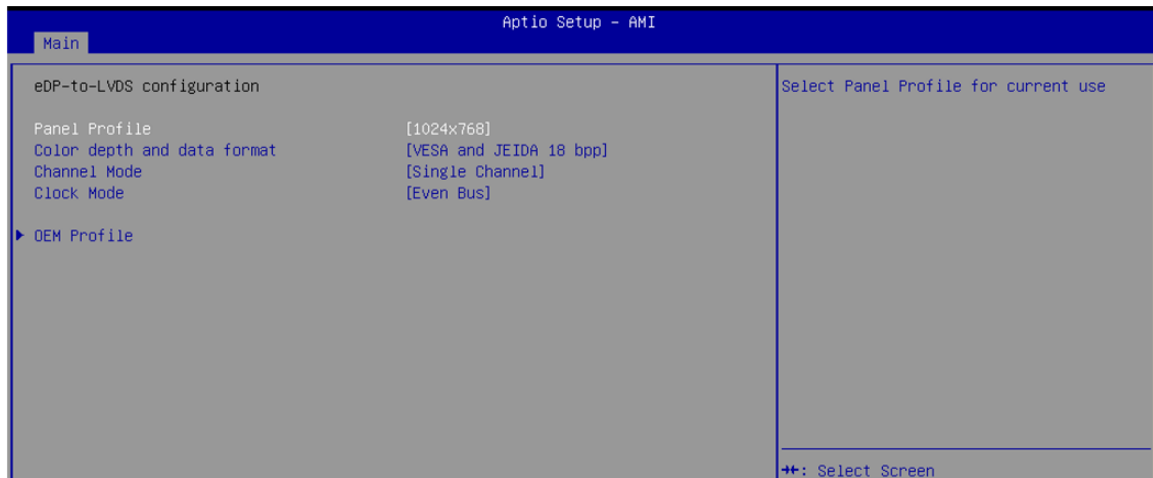 Aptio Setup – AMI
Main
eDP-to-LVDS configuration
Panel Profile [1024x768]
Color depth and data format [VESA and JEIDA 18 bpp]
Channel Mode [Single Channel]
Clock Mode [Even Bus]
OEM Profile
Select Panel Profile for current use
→←: Select Screen